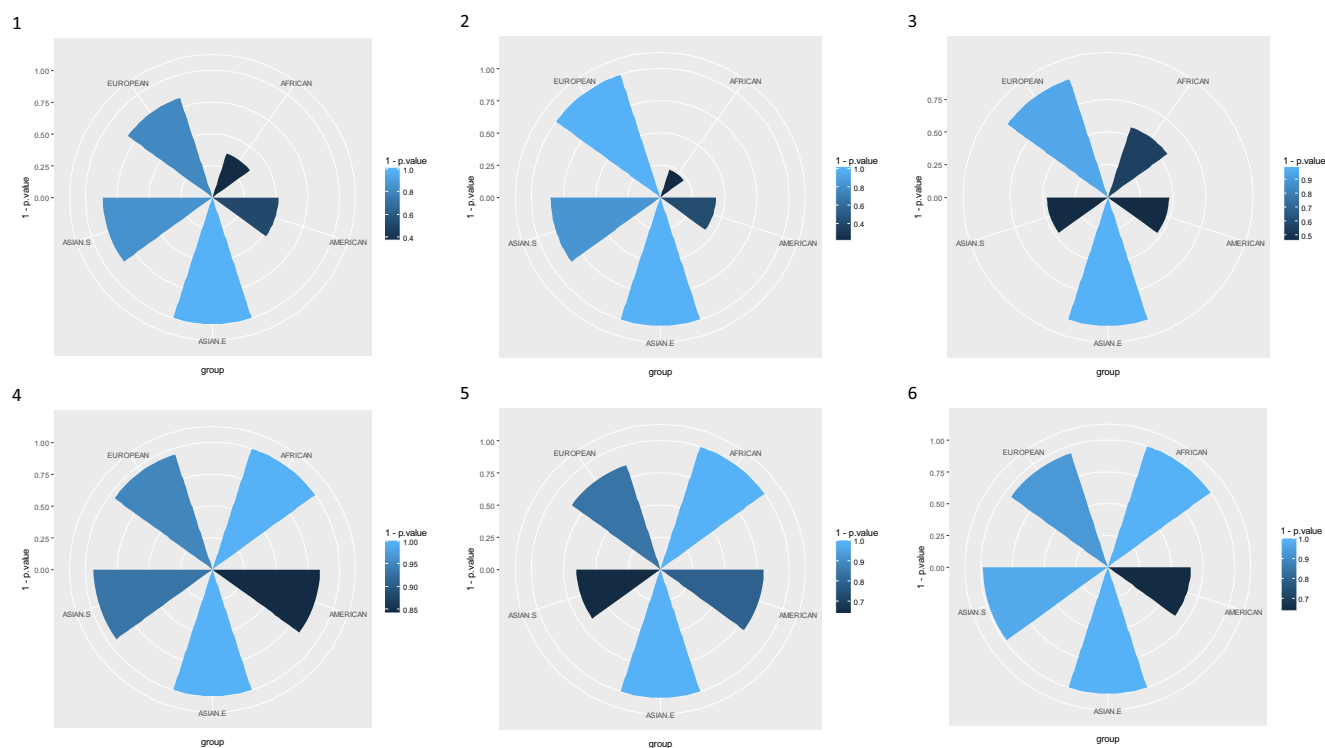 1
1.00
0.75
0.50
0.25
0.00
1 - p.value
EUROPEAN
AFRICAN
ASIAN.S
AMERICAN
ASIAN.E
group
1 - p.value
1.0
0.8
0.6
0.4
2
1.00
0.75
0.50
0.25
0.00
1 - p.value
EUROPEAN
AFRICAN
ASIAN.S
AMERICAN
ASIAN.E
group
1 - p.value
1.0
0.8
0.6
0.4
3
0.75
0.50
0.25
0.00
1 - p.value
EUROPEAN
AFRICAN
ASIAN.S
AMERICAN
ASIAN.E
group
1 - p.value
0.9
0.8
0.7
0.6
0.5
4
1.00
0.75
0.50
0.25
0.00
1 - p.value
EUROPEAN
AFRICAN
ASIAN.S
AMERICAN
ASIAN.E
group
1 - p.value
1.00
0.95
0.90
0.85
5
1.00
0.75
0.50
0.25
0.00
1 - p.value
EUROPEAN
AFRICAN
ASIAN.S
AMERICAN
ASIAN.E
group
1 - p.value
1.0
0.9
0.8
0.7
6
1.00
0.75
0.50
0.25
0.00
1 - p.value
EUROPEAN
AFRICAN
ASIAN.S
AMERICAN
ASIAN.E
group
1 - p.value
1.0
0.9
0.8
0.7